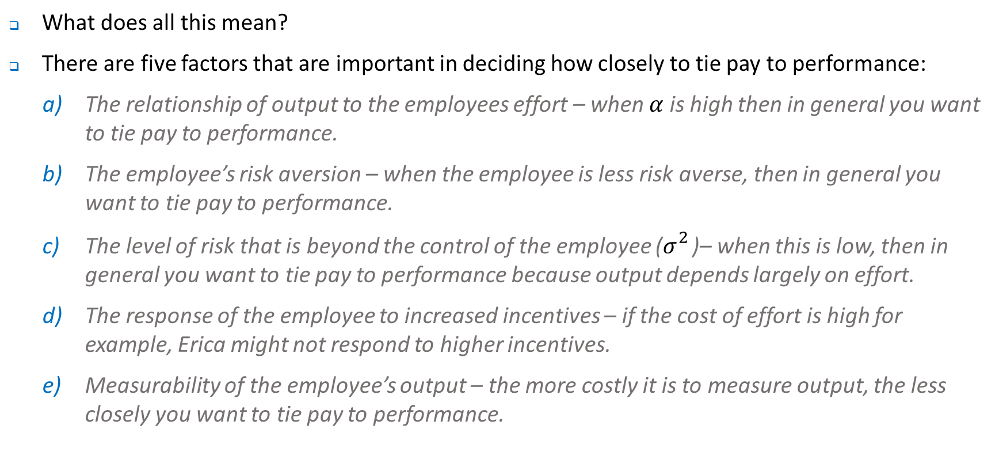 What does all this mean?
There are five factors that are important in deciding how closely to tie pay to performance:
a) The relationship of output to the employees effort – when α is high then in general you want
to tie pay to performance.
b) The employee’s risk aversion – when the employee is less risk averse, then in general you
want to tie pay to performance.
c) The level of risk that is beyond the control of the employee (σ² )– when this is low, then in
general you want to tie pay to performance because output depends largely on effort.
d) The response of the employee to increased incentives – if the cost of effort is high for
example, Erica might not respond to higher incentives.
e) Measurability of the employee’s output – the more costly it is to measure output, the less
closely you want to tie pay to performance.